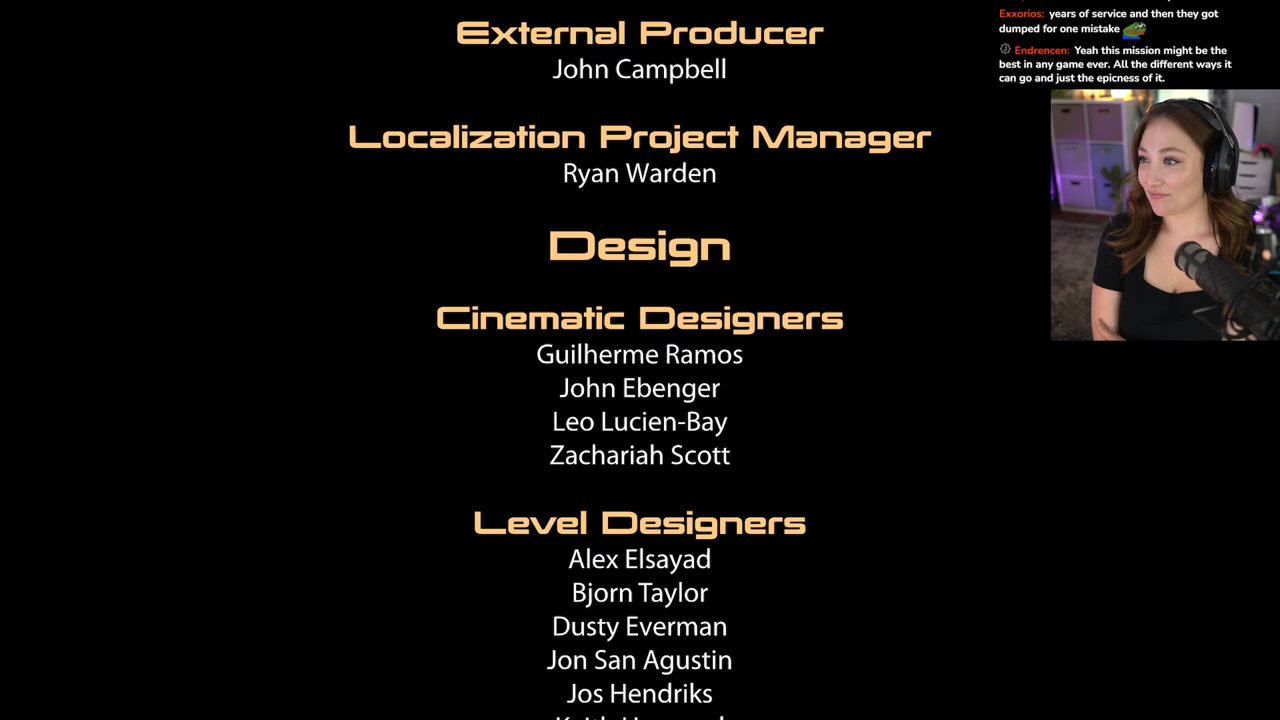 External Producer
John Campbell
Localization Project Manager
Ryan Warden
Design
Cinematic Designers
Guilherme Ramos
John Ebenger
Leo Lucien-Bay
Zachariah Scott
Level Designers
Alex Elsayad
Bjorn Taylor
Dusty Everman
Jon San Agustin
Jos Hendriks
Exxorios: years of service and then they got
dumped for one mistake
Endrencen: Yeah this mission might be the
best in any game ever. All the different ways it
can go and just the epicness of it.